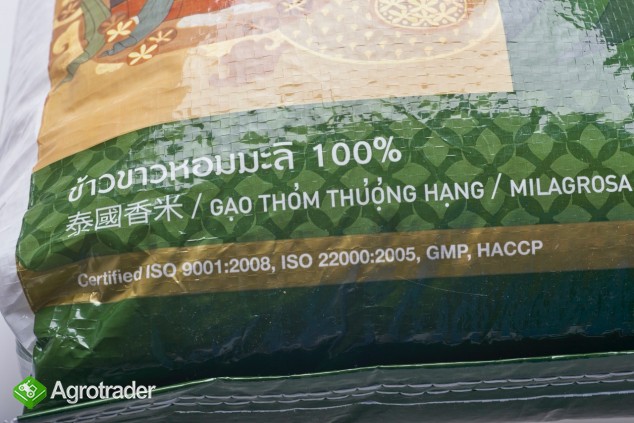 ข้าวขาวหอมมะลิ 100%
泰國香米 / GẠO THƠM THƯỢNG HẠNG / MILAGROSA
Certified ISO 9001:2008, ISO 22000:2005, GMP, HACCP
Agrotrader